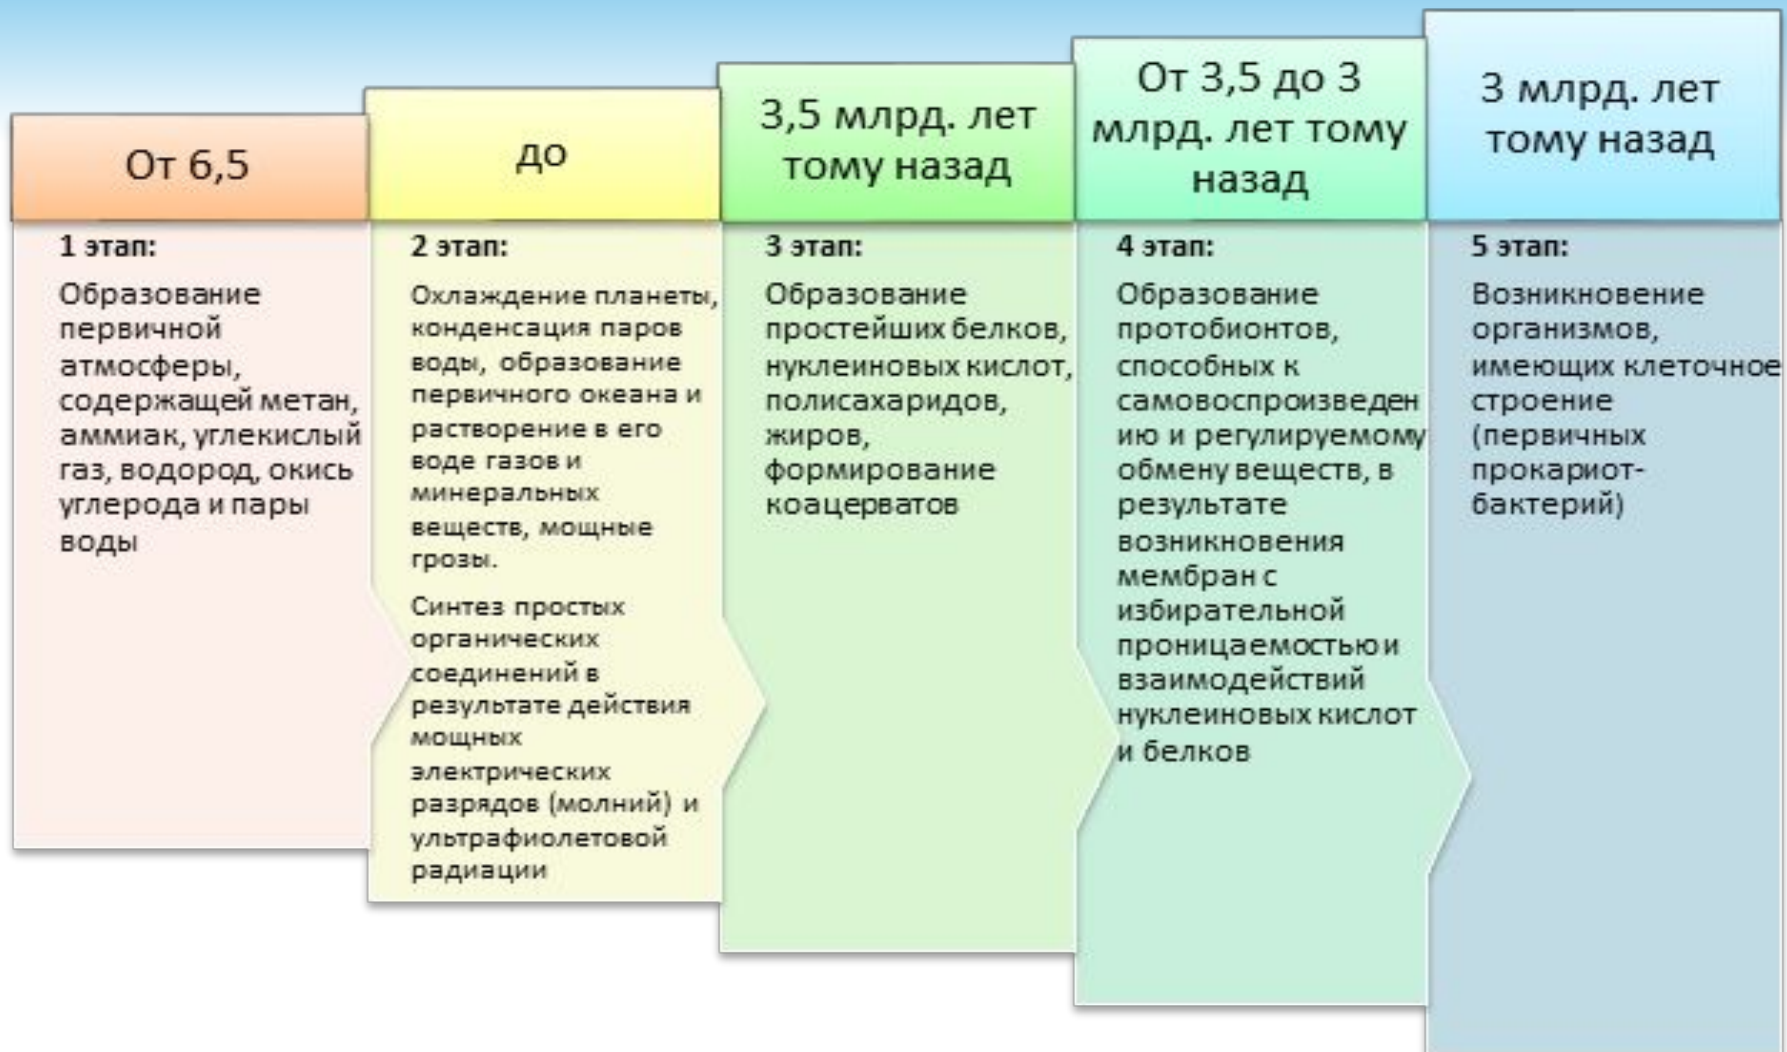 От 6,5
1 этап:
Образование
первичной
атмосферы,
содержащей метан,
аммиак, углекислый
газ, водород, окись
углерода и пары
воды
до
2 этап:
Охлаждение планеты,
конденсация паров
воды, образование
первичного океана и
растворение в его
воде газов и
минеральных
веществ, мощные
грозы.
Синтез простых
органических
соединений в
результате действия
мощных
электрических
разрядов (молний) и
ультрафиолетовой
радиации
3,5 млрд. лет
тому назад
3 этап:
Образование
простейших белков,
нуклеиновых кислот,
полисахаридов,
жиров,
формирование
коацерватов
От 3,5 до 3
млрд. лет тому
назад
4 этап:
Образование
протобионтов,
способных к
самовоспроизведен
ию и регулируемому
обмену веществ, в
результате
возникновения
мембран с
избирательной
проницаемостью и
взаимодействий
нуклеиновых кислот
и белков
3 млрд. лет
тому назад
5 этап:
Возникновение
организмов,
имеющих клеточное
строение
(первичных
прокариот-
бактерий)